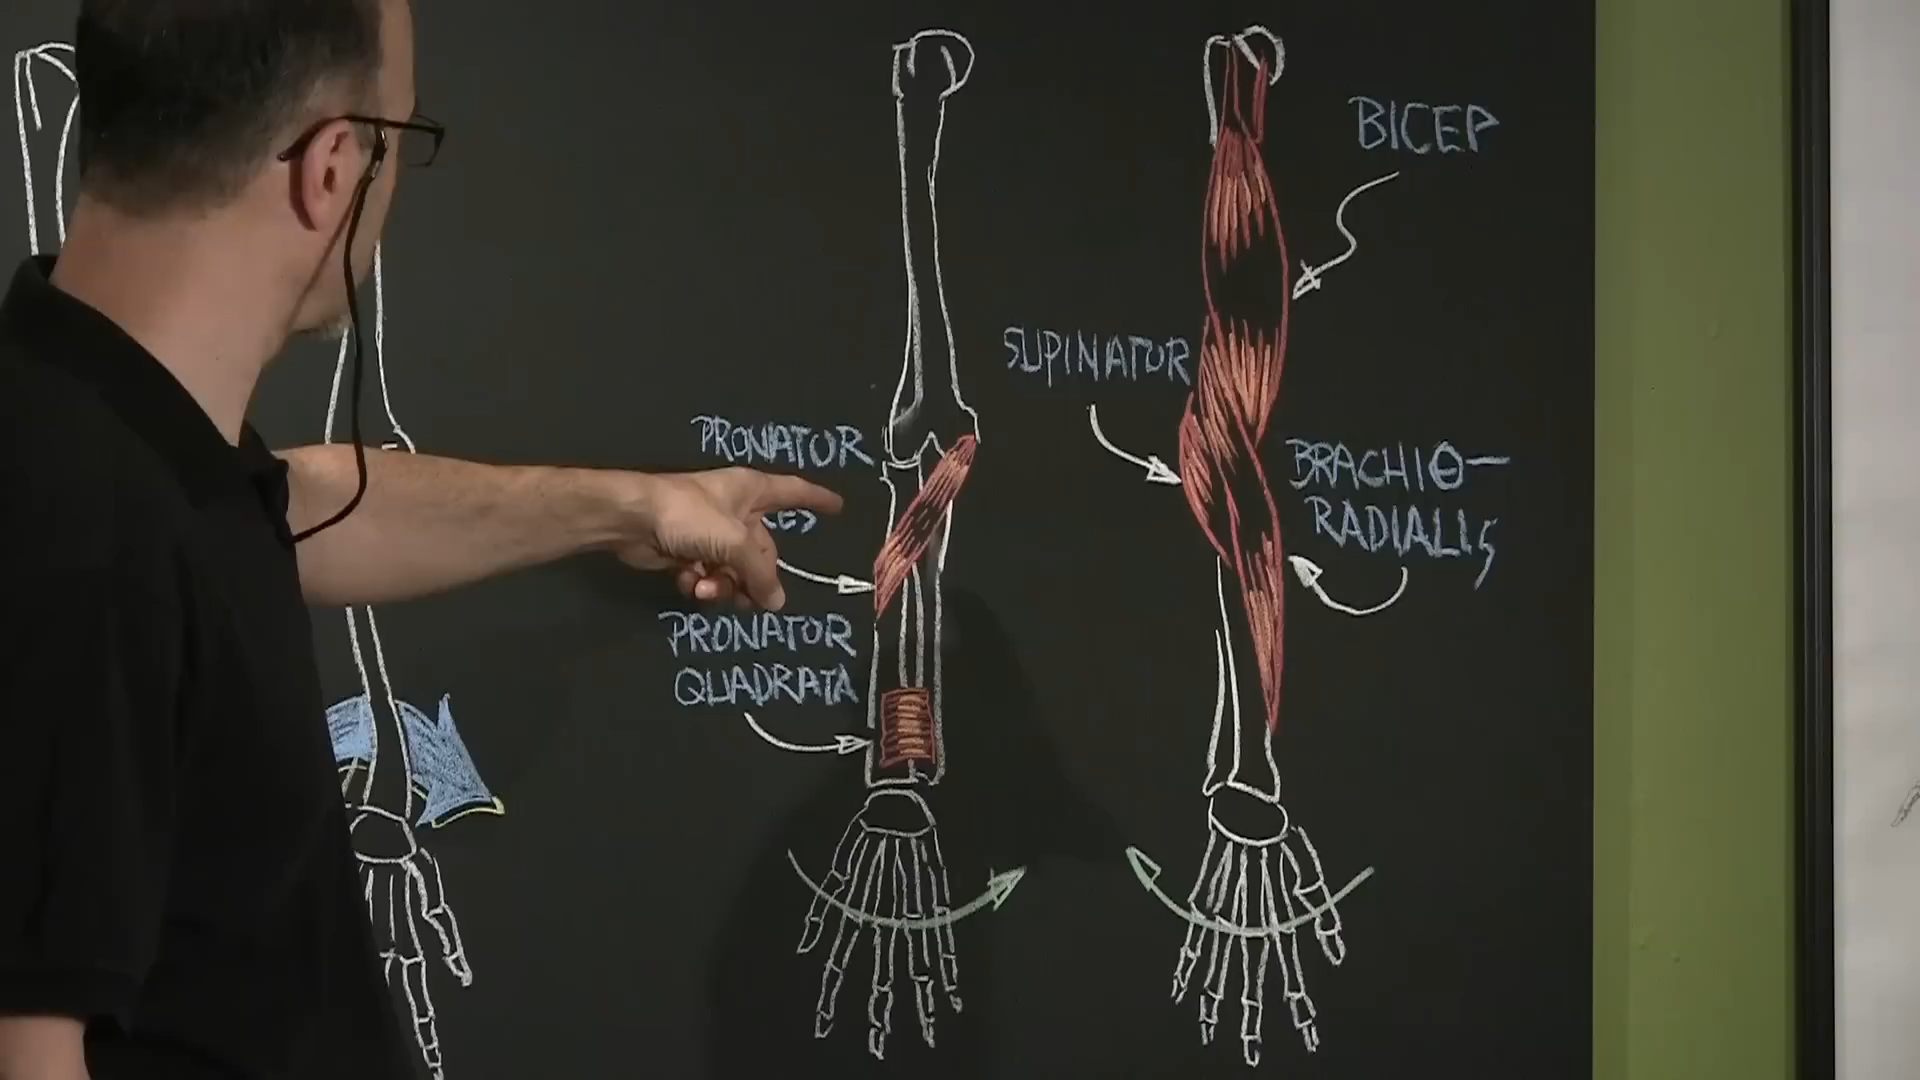 BICEP
SUPINATOR
BRACHIO-
RADIALIS
PRONATOR
PRONATOR
QUADRATA